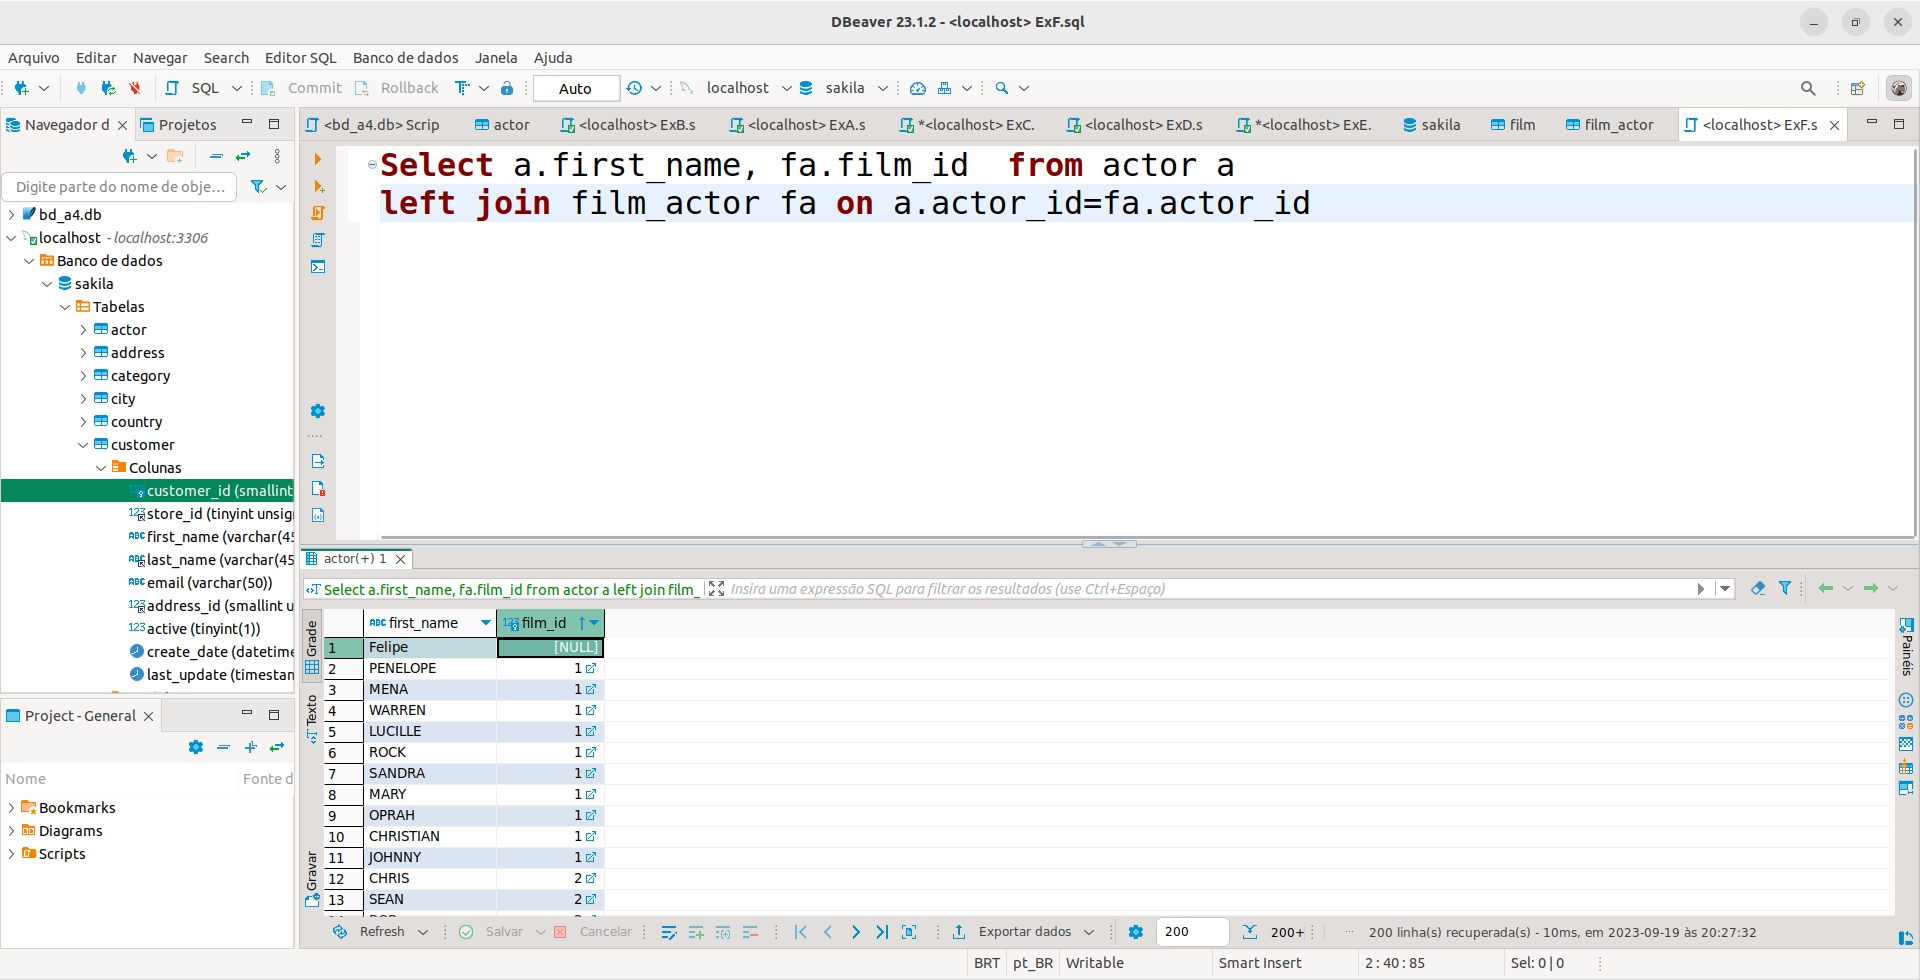 DBeaver 23.1.2 - <localhost> ExF.sql
Arquivo Editar Navegar Search Editor SQL Banco de dados Janela Ajuda
SQL Commit Rollback Auto localhost sakila
Navegador d Projetos
<bd_a4.db> Scrip actor <localhost> ExB.s <localhost> ExA.s *<localhost> ExC. <localhost> ExD.s *<localhost> ExE. sakila film film_actor <localhost> ExF.s
Digite parte do nome de obje...
bd_a4.db
localhost - localhost:3306
Banco de dados
sakila
Tabelas
actor
address
category
city
country
customer
Colunas
customer_id (smallint
store_id (tinyint unsig
first_name (varchar(45
last_name (varchar(45
email (varchar(50))
address_id (smallint u
active (tinyint(1))
create_date (datetime
last_update (timestan
Project - General
Nome Fonte d
Bookmarks
Diagrams
Scripts
Select a.first_name, fa.film_id from actor a
left join film_actor fa on a.actor_id=fa.actor_id
actor(+) 1
Select a.first_name, fa.film_id from actor a left join film_
Insira uma expressão SQL para filtrar os resultados (use Ctrl+Espaço)
Grade
Texto
Gravar
Painéis
ABC first_name 123 film_id
1 Felipe [NULL]
2 PENELOPE 1
3 MENA 1
4 WARREN 1
5 LUCILLE 1
6 ROCK 1
7 SANDRA 1
8 MARY 1
9 OPRAH 1
10 CHRISTIAN 1
11 JOHNNY 1
12 CHRIS 2
13 SEAN 2
Refresh Salvar Cancelar Exportar dados 200 200+ ... 200 linha(s) recuperada(s) - 10ms, em 2023-09-19 às 20:27:32
BRT pt_BR Writable Smart Insert 2 : 40 : 85 Sel: 0 | 0